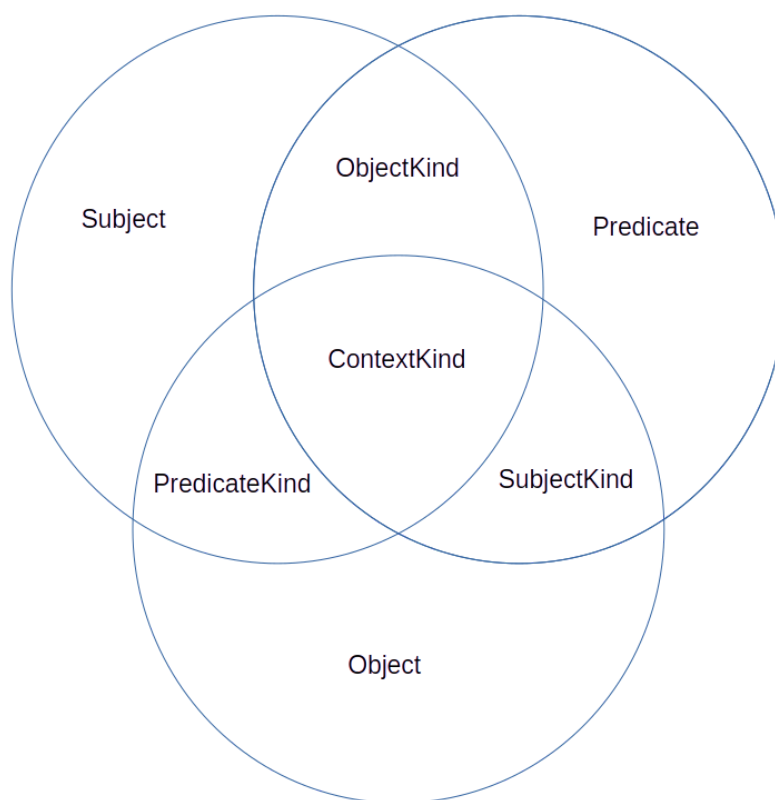 ObjectKind
Subject
Predicate
ContextKind
PredicateKind
SubjectKind
Object